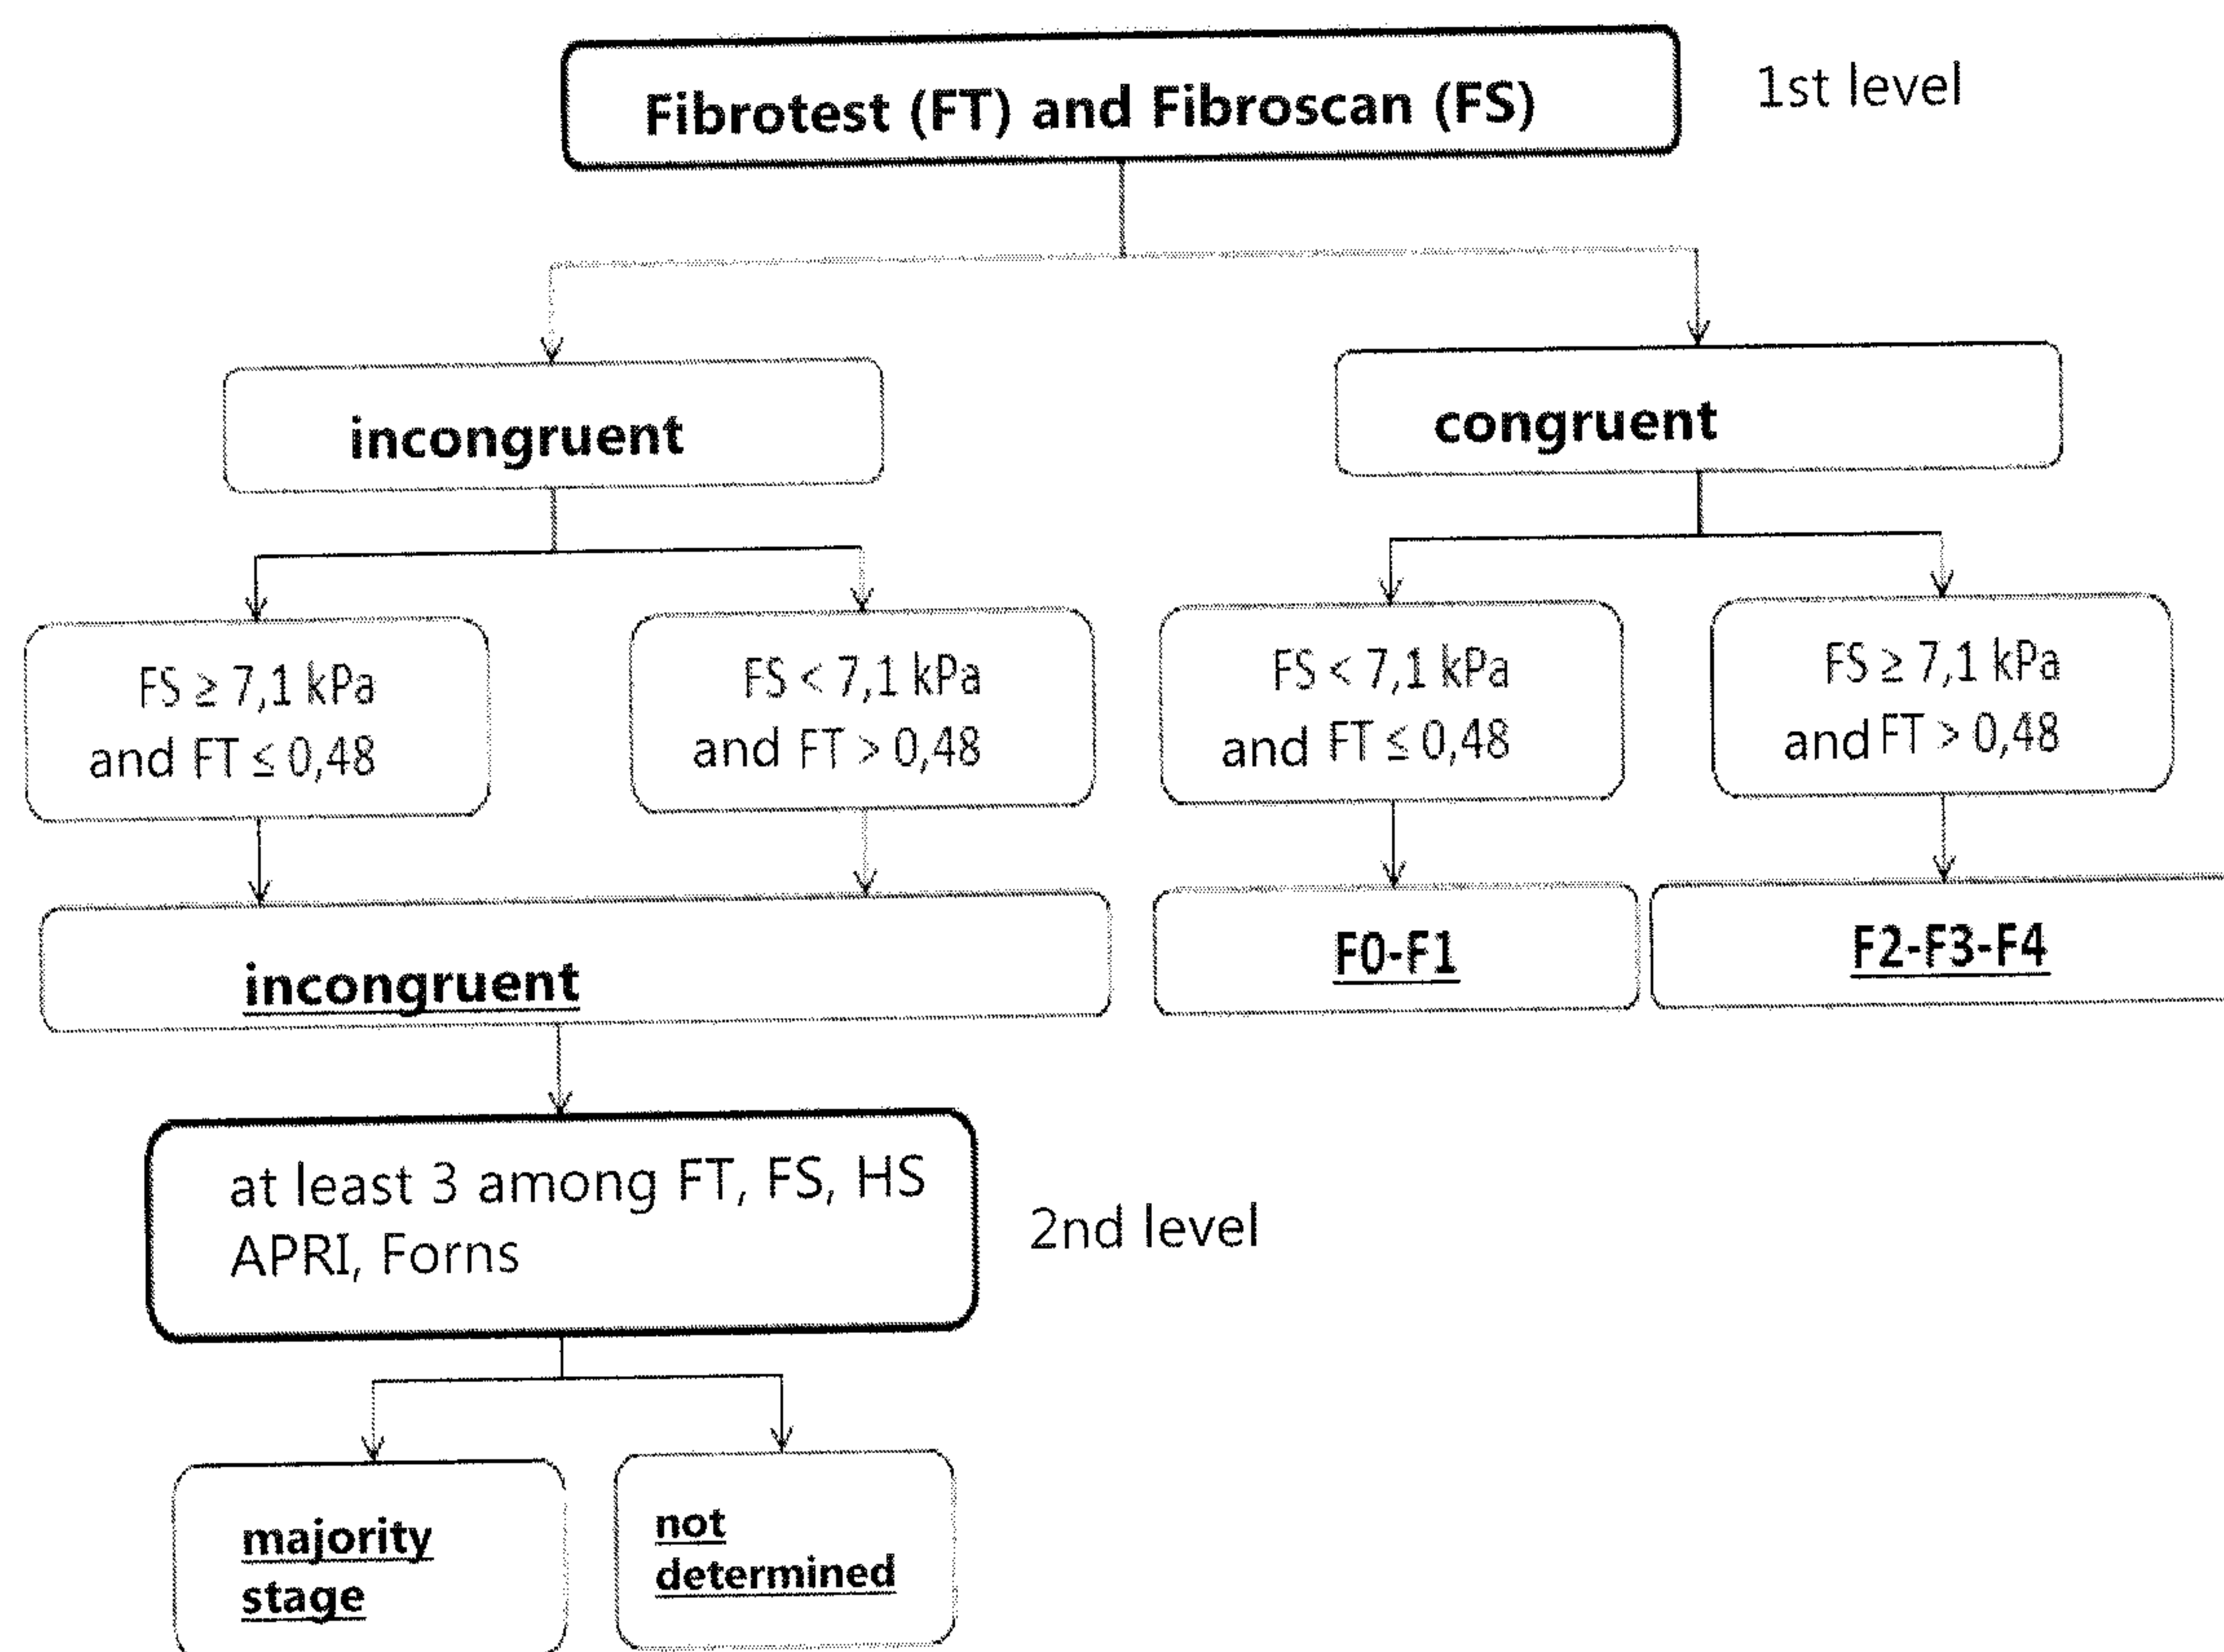 Fibrotest (FT) and Fibroscan (FS)
1st level
incongruent
congruent
FS ≥ 7,1 kPa
and FT ≤ 0,48
FS < 7,1 kPa
and FT > 0,48
FS < 7,1 kPa
and FT ≤ 0,48
FS ≥ 7,1 kPa
and FT > 0,48
incongruent
F0-F1
F2-F3-F4
at least 3 among FT, FS, HS
APRI, Forns
2nd level
majority
stage
not
determined